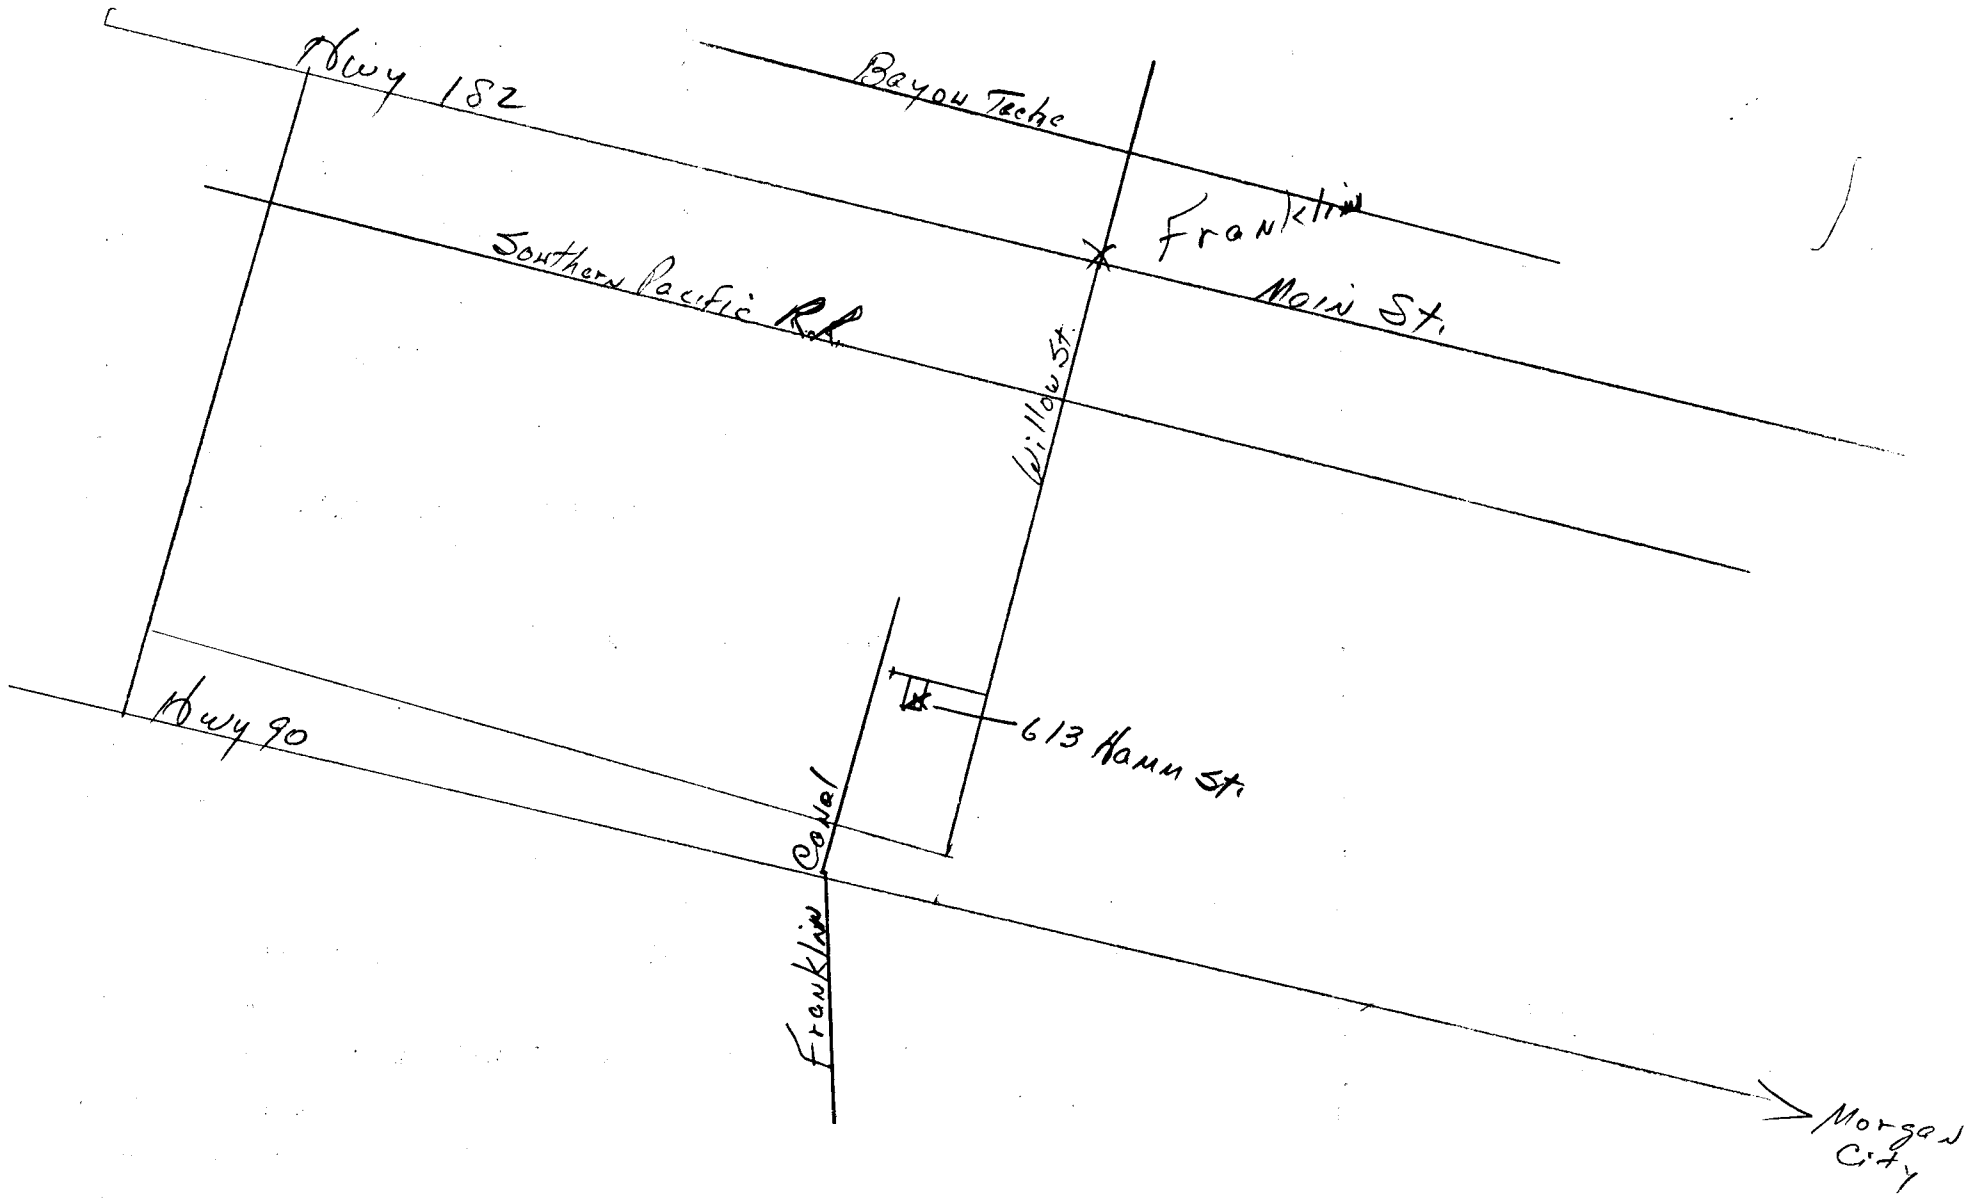 Hwy 182
Bayou Teche
Franklin
Main St.
Southern Pacific R.R.
Willow St.
613 Hamm St.
Hwy 90
Franklin Canal
Morgan
City